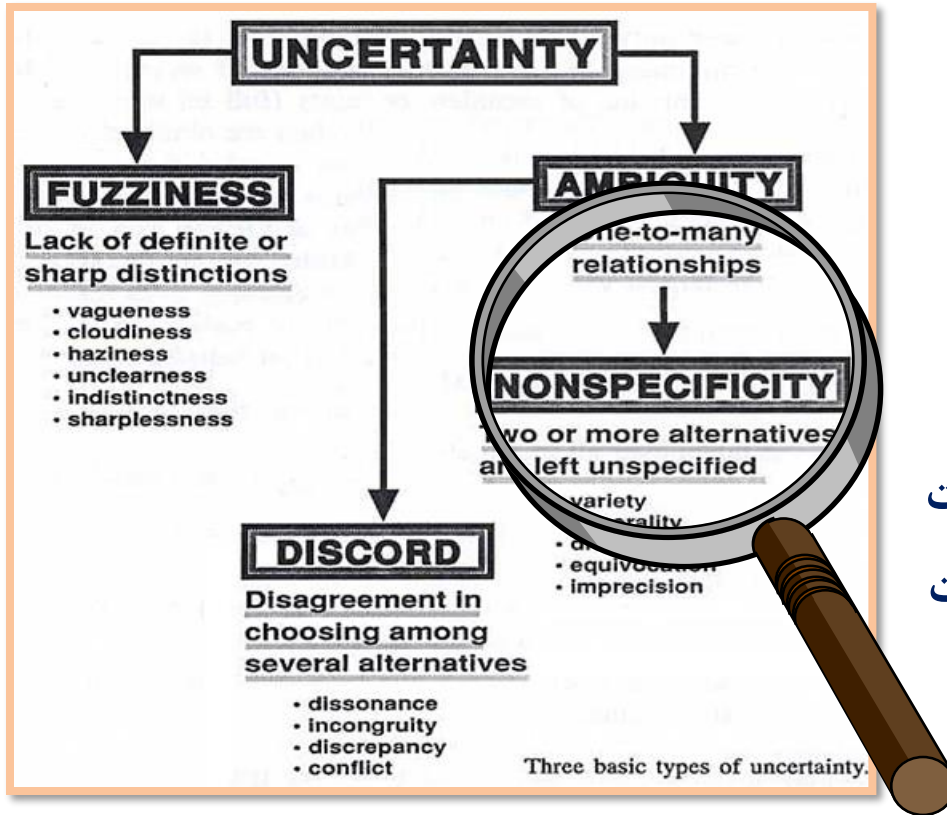 UNCERTAINTY
FUZZINESS
Lack of definite or
sharp distinctions
• vagueness
• cloudiness
• haziness
• unclearness
• indistinctness
• sharplessness
AMBIGUITY
relationships
NONSPECIFICITY
Two or more alternatives
left unspecified
variety
• equivocation
• imprecision
DISCORD
Disagreement in
choosing among
several alternatives
• dissonance
• incongruity
• discrepancy
• conflict
Three basic types of uncertainty.